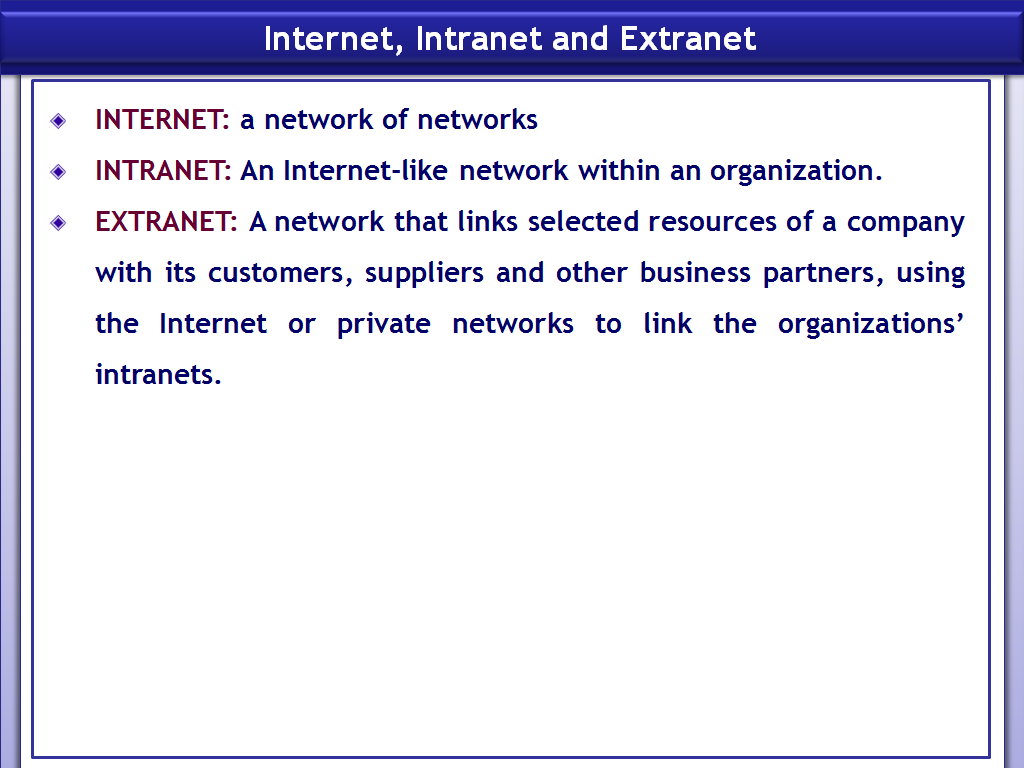 Internet, Intranet and Extranet
INTERNET: a network of networks
INTRANET: An Internet-like network within an organization.
EXTRANET: A network that links selected resources of a company
with its customers, suppliers and other business partners, using
the Internet or private networks to link the organizations’
intranets.